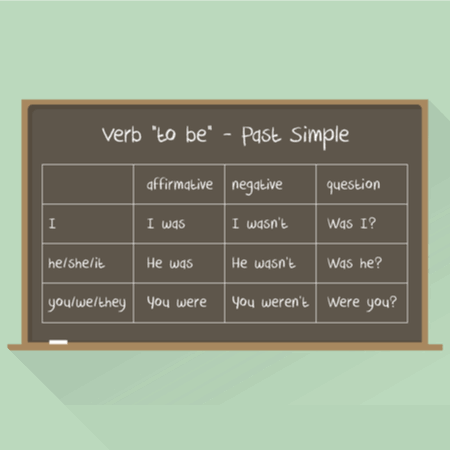 Verb "to be" - Past Simple
affirmative negative question
I I was I wasn't Was I?
he/she/it He was He wasn't Was he?
you/we/they You were You weren't Were you?